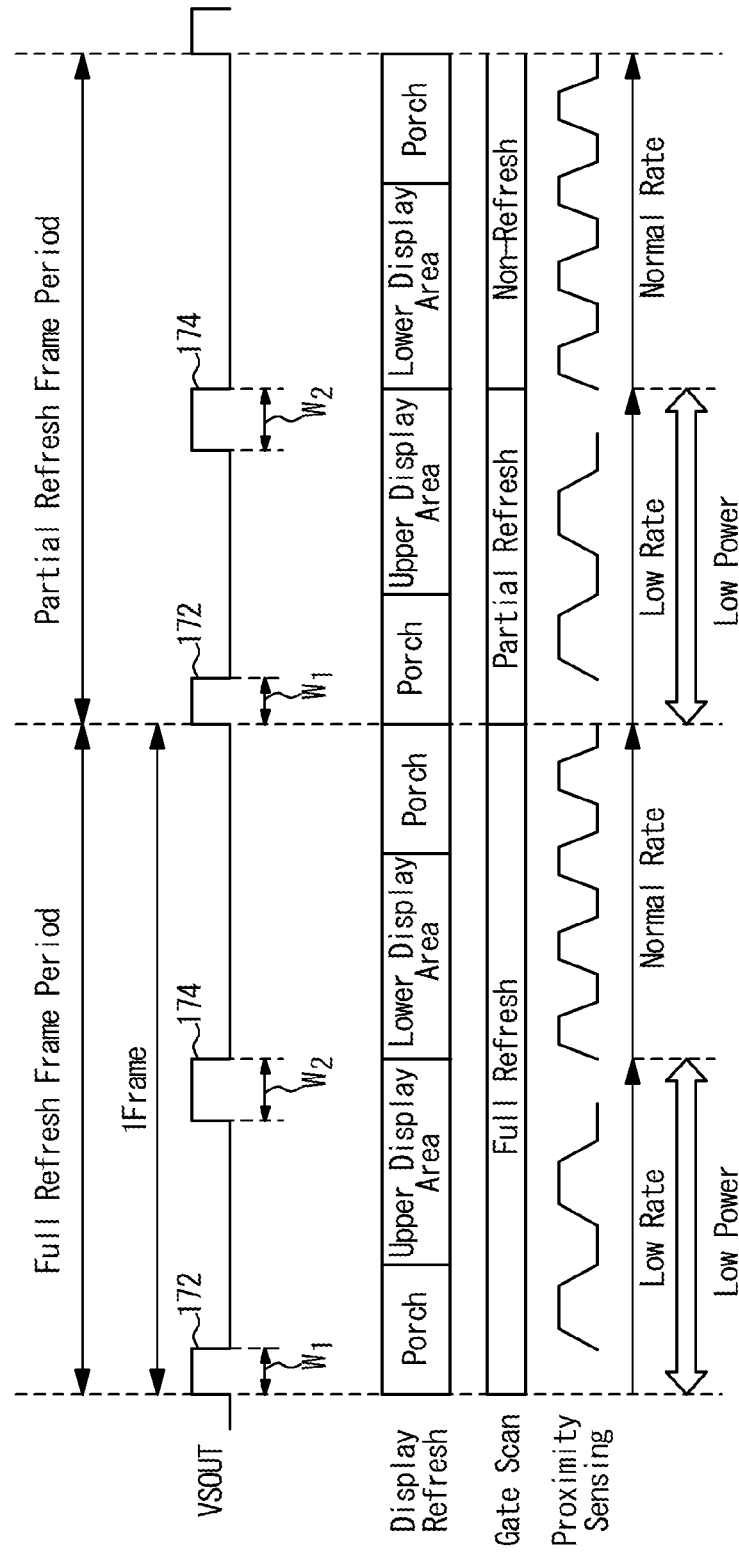 Full Refresh Frame Period
Partial Refresh Frame Period
1Frame
172
174
172
174
VSOUT
W1
W2
W1
W2
Display
Refresh
Porch
Upper Display
Area
Lower Display
Area
Porch
Porch
Upper Display
Area
Lower Display
Area
Porch
Gate Scan
Full Refresh
Partial Refresh
Non-Refresh
Proximity
Sensing
Low Rate
Normal Rate
Low Rate
Normal Rate
Low Power
Low Power